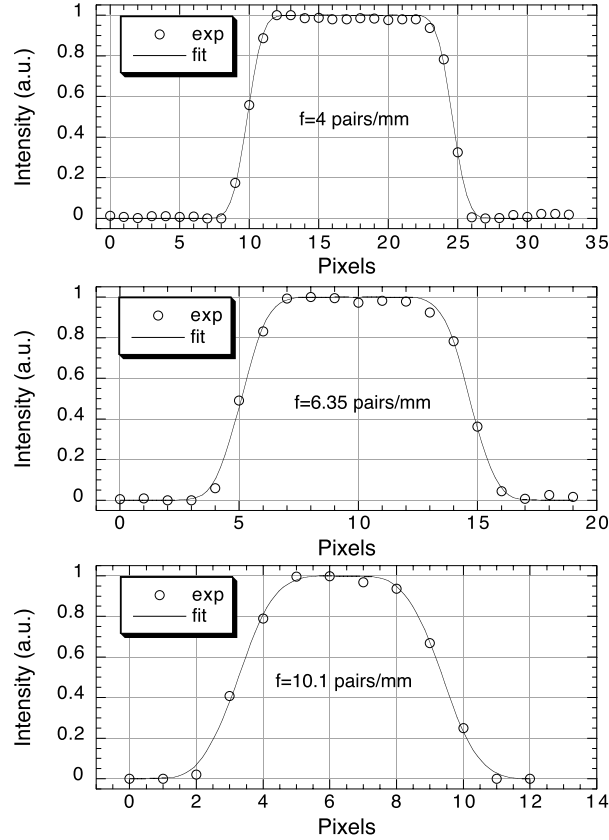 1
0.8
0.6
0.4
0.2
0
Intensity (a.u.)
exp
fit
f=4 pairs/mm
0 5 10 15 20 25 30 35
Pixels
1
0.8
0.6
0.4
0.2
0
Intensity (a.u.)
exp
fit
f=6.35 pairs/mm
0 5 10 15 20
Pixels
1
0.8
0.6
0.4
0.2
0
Intensity (a.u.)
exp
fit
f=10.1 pairs/mm
0 2 4 6 8 10 12 14
Pixels